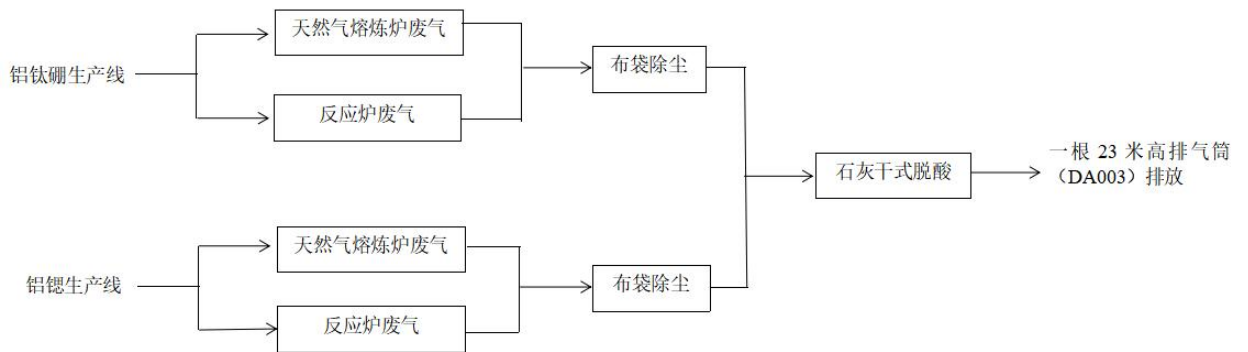 铝钛硼生产线
天然气熔炼炉废气
反应炉废气
布袋除尘
铝锶生产线
天然气熔炼炉废气
反应炉废气
布袋除尘
石灰干式脱酸
一根 23 米高排气筒
（DA003）排放